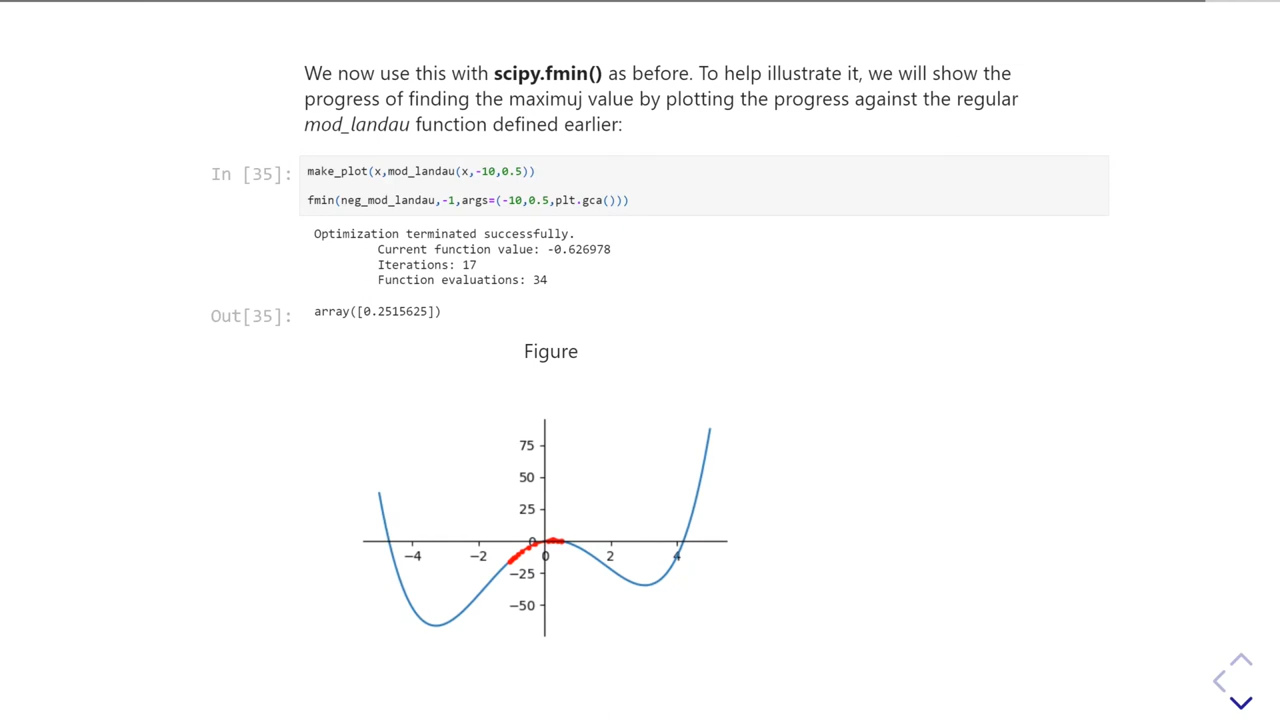 We now use this with scipy.fmin() as before. To help illustrate it, we will show the
progress of finding the maximuj value by plotting the progress against the regular
mod_landau function defined earlier:
In [35]:
make_plot(x,mod_landau(x,-10,0.5))
fmin(neg_mod_landau,-1,args=(-10,0.5,plt.gca()))
Optimization terminated successfully.
Current function value: -0.626978
Iterations: 17
Function evaluations: 34
Out[35]:
array([0.2515625])
Figure
75
50
25
0
−4 −2 0 2 4
−25
−50